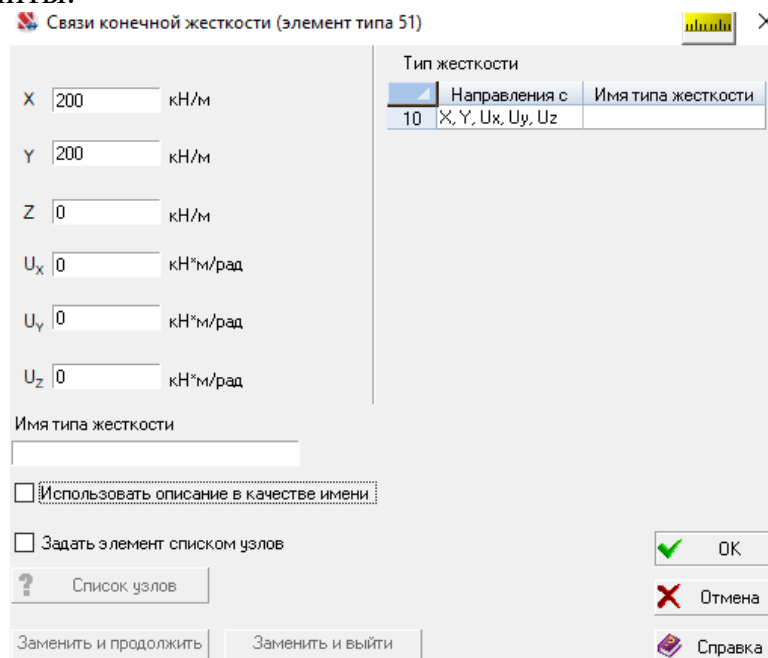 Связи конечной жесткости (элемент типа 51)
Тип жесткости
Направления с Имя типа жесткости
10 X, Y, Ux, Uy, Uz
X 200 кН/м
Y 200 кН/м
Z 0 кН/м
UX 0 кН*м/рад
UY 0 кН*м/рад
UZ 0 кН*м/рад
Имя типа жесткости
Использовать описание в качестве имени
Задать элемент списком узлов
? Список узлов
Заменить и продолжить Заменить и выйти
OK
Отмена
Справка